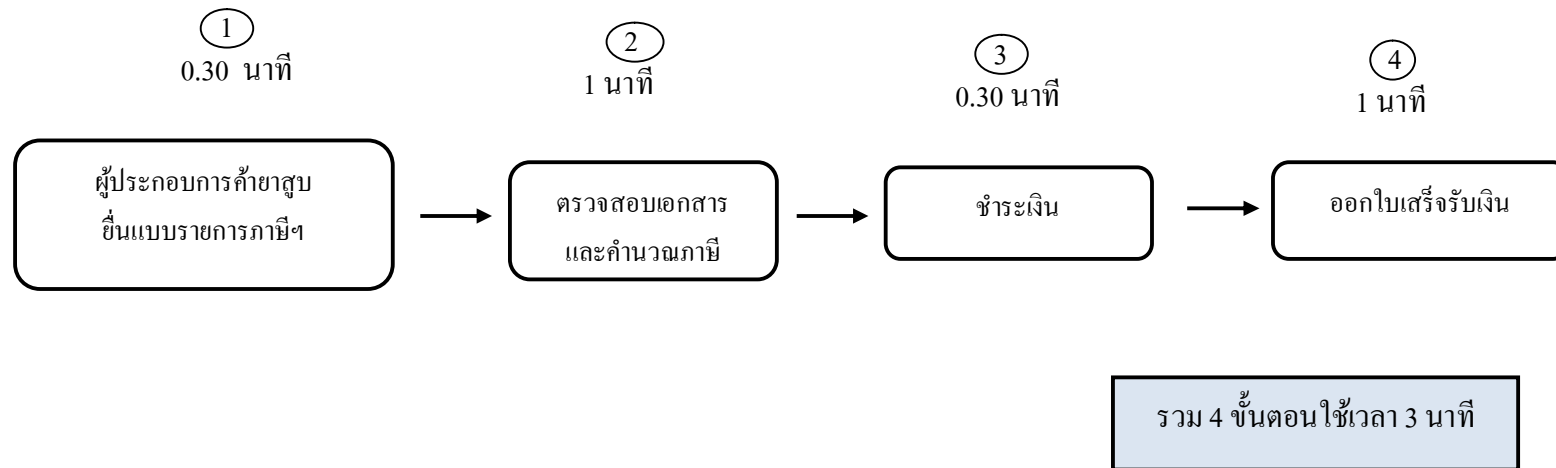 1
0.30 นาที
2
1 นาที
3
0.30 นาที
4
1 นาที
ผู้ประกอบการค้ายาสูบ
ยื่นแบบรายการภาษีฯ
ตรวจสอบเอกสาร
และคำนวณภาษี
ชำระเงิน
ออกใบเสร็จรับเงิน
รวม 4 ขั้นตอนใช้เวลา 3 นาที